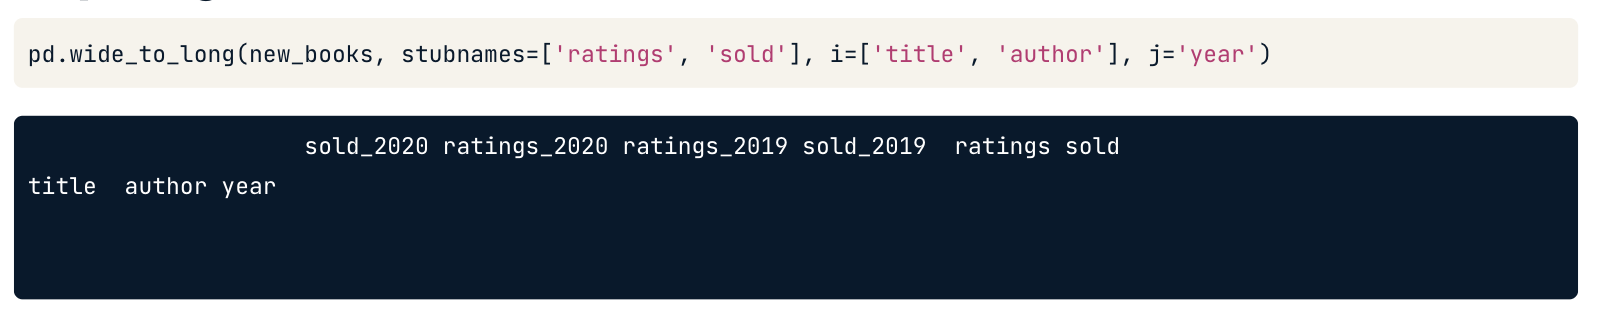 pd.wide_to_long(new_books, stubnames=['ratings', 'sold'], i=['title', 'author'], j='year')
sold_2020 ratings_2020 ratings_2019 sold_2019 ratings sold
title author year